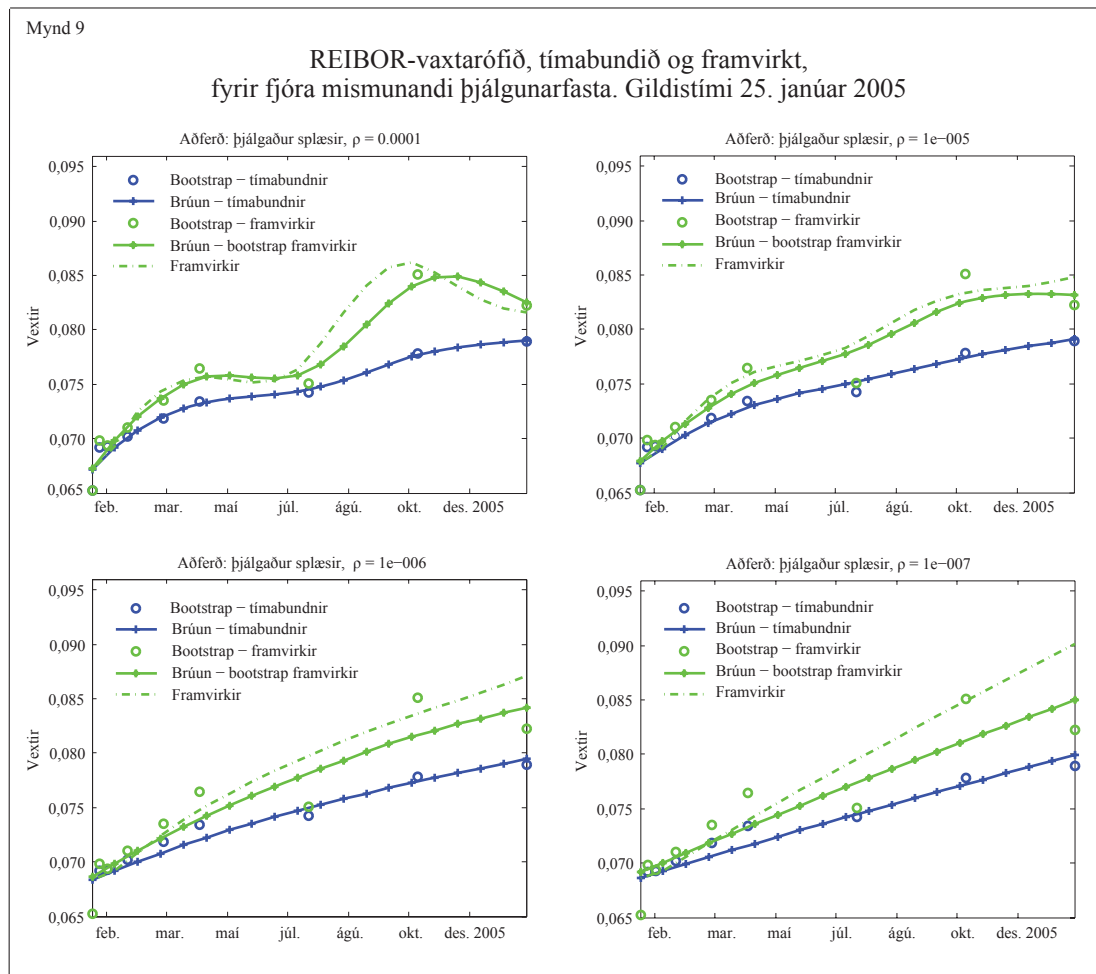 Mynd 9
REIBOR-vaxtarófið, tímabundið og framvirkt,
fyrir fjóra mismunandi þjálgunarfasta. Gildistími 25. janúar 2005
Aðferð: þjálgaður splæsir, ρ = 0.0001
Vextir
0,095
0,090
0,085
0,080
0,075
0,070
0,065
Bootstrap − tímabundnir
Brúun − tímabundnir
Bootstrap − framvirkir
Brúun − bootstrap framvirkir
Framvirkir
feb. mar. maí júl. ágú. okt. des. 2005
Aðferð: þjálgaður splæsir, ρ = 1e−005
Vextir
0,095
0,090
0,085
0,080
0,075
0,070
0,065
Bootstrap − tímabundnir
Brúun − tímabundnir
Bootstrap − framvirkir
Brúun − bootstrap framvirkir
Framvirkir
feb. mar. maí júl. ágú. okt. des. 2005
Aðferð: þjálgaður splæsir, ρ = 1e−006
Vextir
0,095
0,090
0,085
0,080
0,075
0,070
0,065
Bootstrap − tímabundnir
Brúun − tímabundnir
Bootstrap − framvirkir
Brúun − bootstrap framvirkir
Framvirkir
feb. mar. maí júl. ágú. okt. des. 2005
Aðferð: þjálgaður splæsir, ρ = 1e−007
Vextir
0,095
0,090
0,085
0,080
0,075
0,070
0,065
Bootstrap − tímabundnir
Brúun − tímabundnir
Bootstrap − framvirkir
Brúun − bootstrap framvirkir
Framvirkir
feb. mar. maí júl. ágú. okt. des. 2005